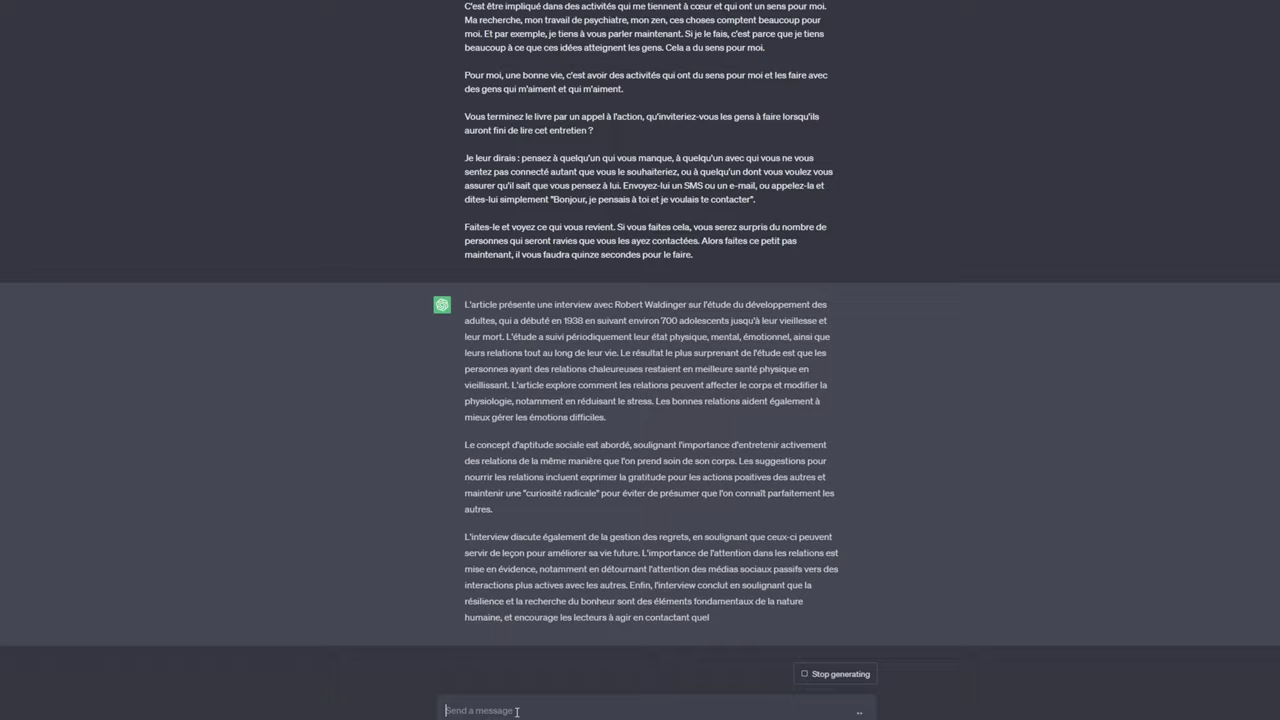 C'est être impliqué dans des activités qui me tiennent à cœur et qui ont un sens pour moi.
Ma recherche, mon travail de psychiatre, mon zen, ces choses comptent beaucoup pour
moi. Et par exemple, je tiens à vous parler maintenant. Si je le fais, c'est parce que je tiens
beaucoup à ce que ces idées atteignent les gens. Cela a du sens pour moi.
Pour moi, une bonne vie, c'est avoir des activités qui ont du sens pour moi et les faire avec
des gens qui m'aiment et qui m'aiment.
Vous terminez le livre par un appel à l'action, qu'inviteriez-vous les gens à faire lorsqu'ils
auront fini de lire cet entretien ?
Je leur dirais : pensez à quelqu'un qui vous manque, à quelqu'un avec qui vous ne vous
sentez pas connecté autant que vous le souhaiteriez, ou à quelqu'un dont vous voulez vous
assurer qu'il sait que vous pensez à lui. Envoyez-lui un SMS ou un e-mail, ou appelez-la et
dites-lui simplement "Bonjour, je pensais à toi et je voulais te contacter".
Faites-le et voyez ce qui vous revient. Si vous faites cela, vous serez surpris du nombre de
personnes qui seront ravies que vous les ayez contactées. Alors faites ce petit pas
maintenant, il vous faudra quinze secondes pour le faire.
L'article présente une interview avec Robert Waldinger sur l'étude du développement des
adultes, qui a débuté en 1938 en suivant environ 700 adolescents jusqu'à leur vieillesse et
leur mort. L'étude a suivi périodiquement leur état physique, mental, émotionnel, ainsi que
leurs relations tout au long de leur vie. Le résultat le plus surprenant de l'étude est que les
personnes ayant des relations chaleureuses restaient en meilleure santé physique en
vieillissant. L'article explore comment les relations peuvent affecter le corps et modifier la
physiologie, notamment en réduisant le stress. Les bonnes relations aident également à
mieux gérer les émotions difficiles.
Le concept d'aptitude sociale est abordé, soulignant l'importance d'entretenir activement
des relations de la même manière que l'on prend soin de son corps. Les suggestions pour
nourrir les relations incluent exprimer la gratitude pour les actions positives des autres et
maintenir une "curiosité radicale" pour éviter de présumer que l'on connaît parfaitement les
autres.
L'interview discute également de la gestion des regrets, en soulignant que ceux-ci peuvent
servir de leçon pour améliorer sa vie future. L'importance de l'attention dans les relations est
mise en évidence, notamment en détournant l'attention des médias sociaux passifs vers des
interactions plus actives avec les autres. Enfin, l'interview conclut en soulignant que la
résilience et la recherche du bonheur sont des éléments fondamentaux de la nature
humaine, et encourage les lecteurs à agir en contactant quel
Stop generating
Send a message